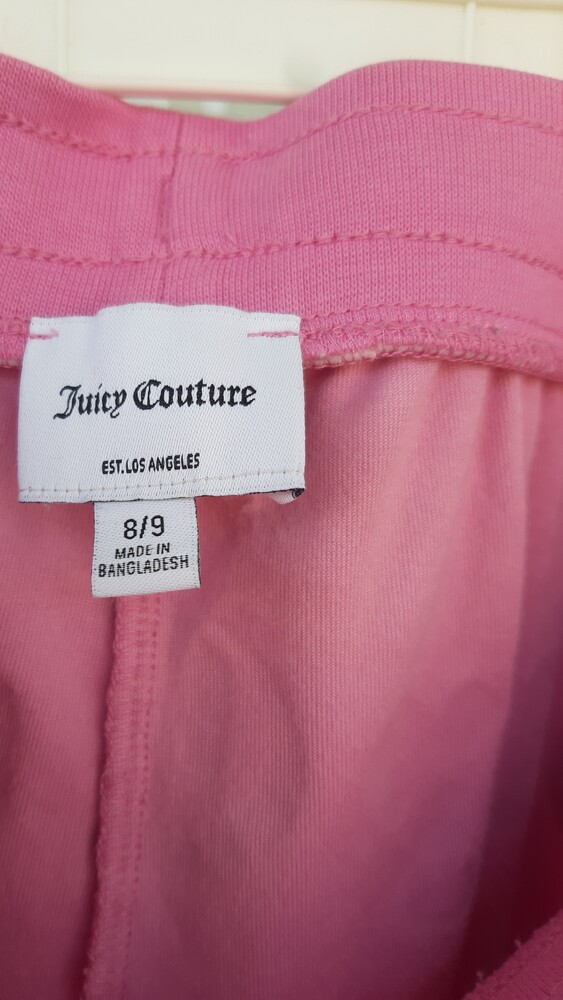 Juicy Couture
EST. LOS ANGELES
8/9
MADE IN
BANGLADESH